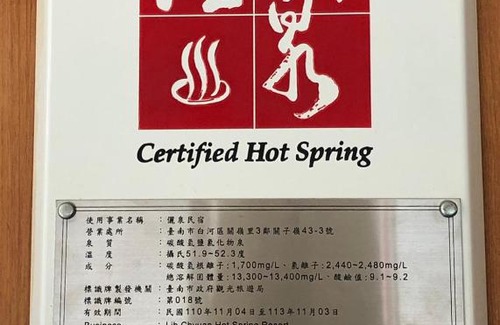 泉
Certified Hot Spring
使用事業名稱：儷泉民宿
營業處所：臺南市白河區關嶺里3鄰關子嶺43-3號
泉質：碳酸氫鹽氯化物泉
溫度：攝氏51.9~52.3度
成分：碳酸氫根離子:1,700mg/L、氯離子:2,440~2,480mg/L
總溶解固體量:13,300~13,400mg/L、酸鹼值:9.1~9.2
標識牌製發機關：臺南市政府觀光旅遊局
標識牌編號：第018號
有效期間：民國110年11月04日至113年11月03日